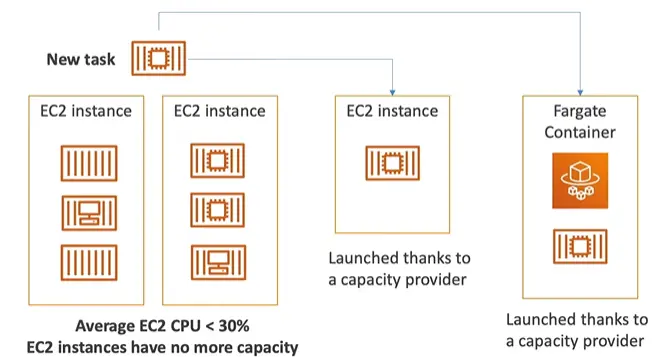 New task
EC2 instance
EC2 instance
EC2 instance
Fargate
Container
Launched thanks to
a capacity provider
Launched thanks to
a capacity provider
Average EC2 CPU < 30%
EC2 instances have no more capacity